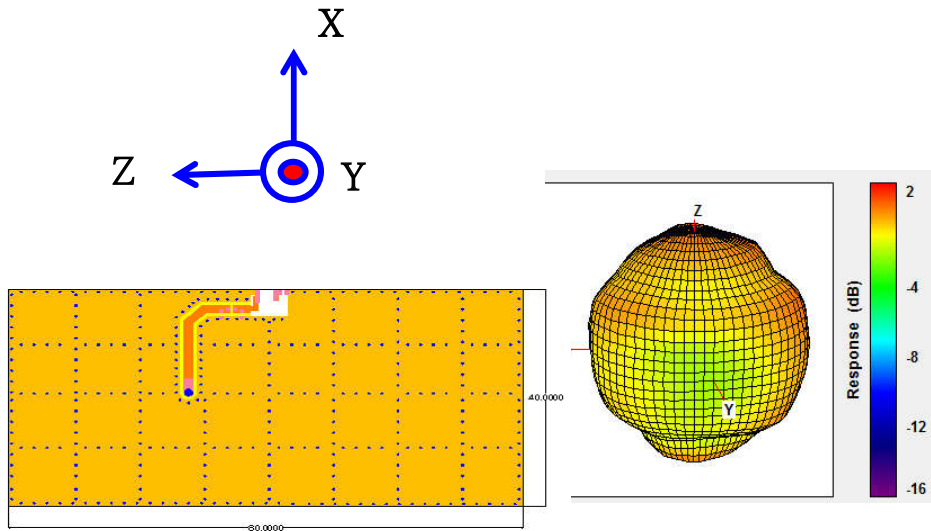 X
Z
Y
40.0000
80.0000
Z
Y
2
-4
-8
-12
-16
Response (dB)